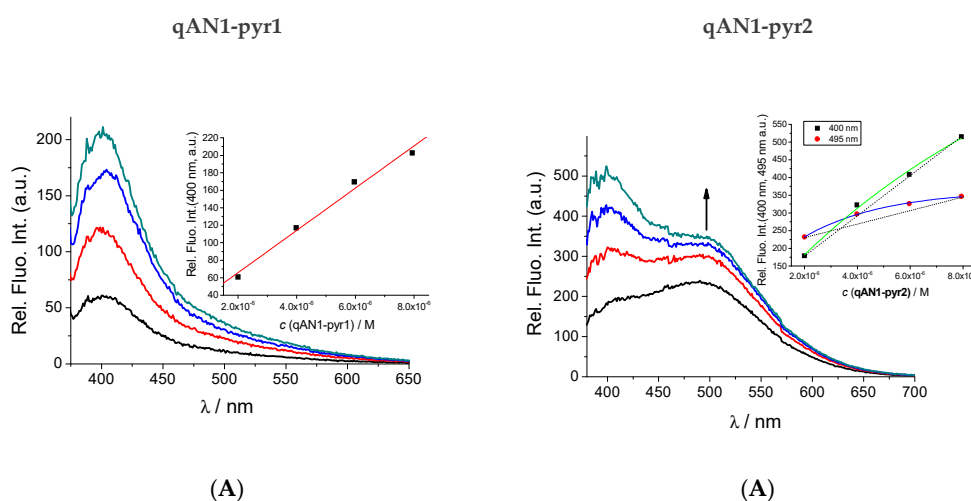 qAN1-pyr1
qAN1-pyr2
Rel. Fluo. Int. (a.u.)
200
150
100
50
0
400 450 500 550 600 650
λ / nm
Rel. Fluo. Int.(400 nm, a.u.)
220
200
180
160
140
120
100
80
60
40
2.0x10⁻⁶ 4.0x10⁻⁶ 6.0x10⁻⁶ 8.0x10⁻⁶
c (qAN1-pyr1) / M
Rel. Fluo. Int. (a.u.)
500
400
300
200
100
0
400 450 500 550 600 650 700
λ / nm
Rel. Fluo. Int.(400 nm, 495 nm a.u.)
550
500
450
400
350
300
250
200
150
400 nm
495 nm
2.0x10⁻⁶ 4.0x10⁻⁶ 6.0x10⁻⁶ 8.0x10
c (qAN1-pyr2) / M
(A)
(A)